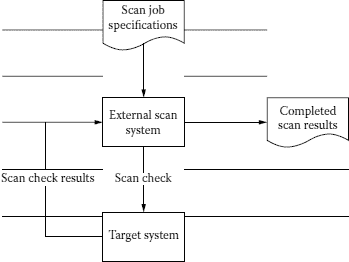 Scan job
specifications
External scan
system
Completed
scan results
Scan check results
Scan check
Target system